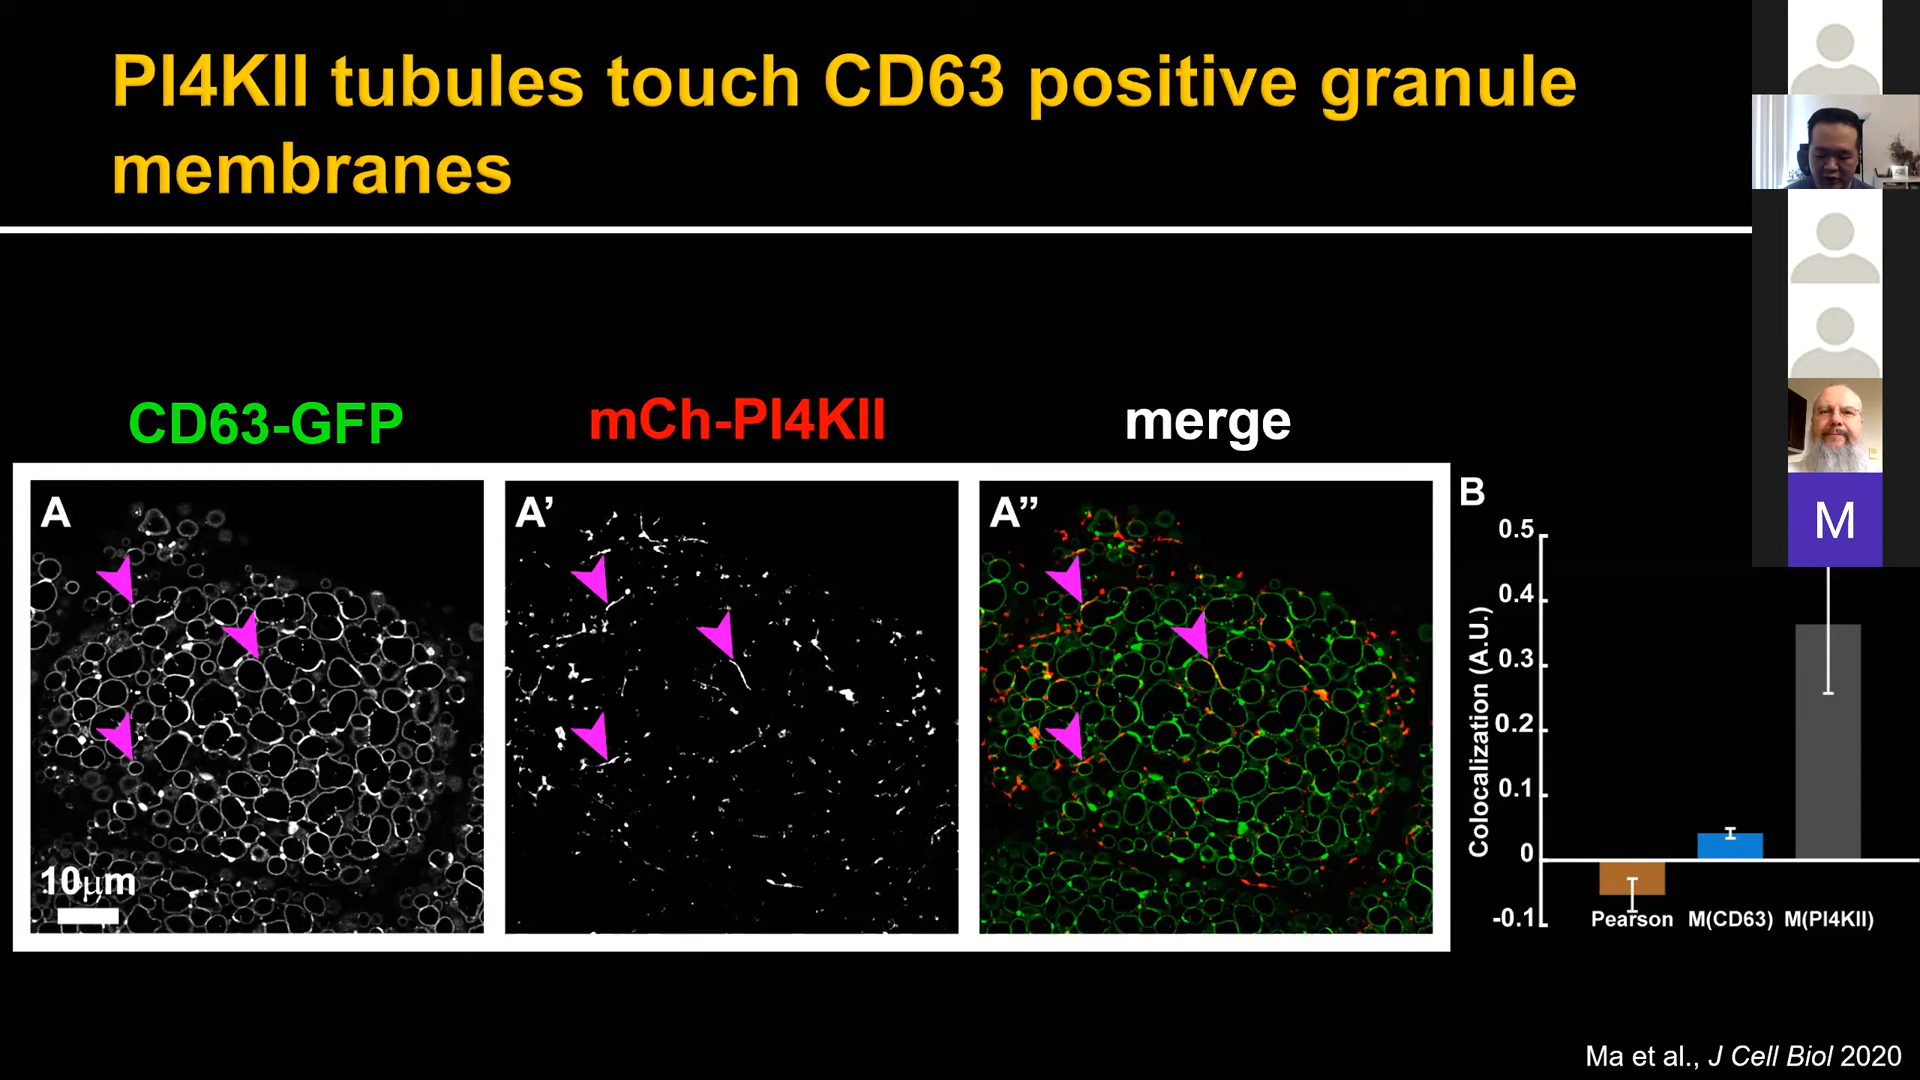 PI4KII tubules touch CD63 positive granule
membranes
CD63-GFP
mCh-PI4KII
merge
A
A’
A”
10µm
B
Colocalization (A.U.)
0.5
0.4
0.3
0.2
0.1
0
-0.1
Pearson
M(CD63)
M(PI4KII)
M
Ma et al., J Cell Biol 2020